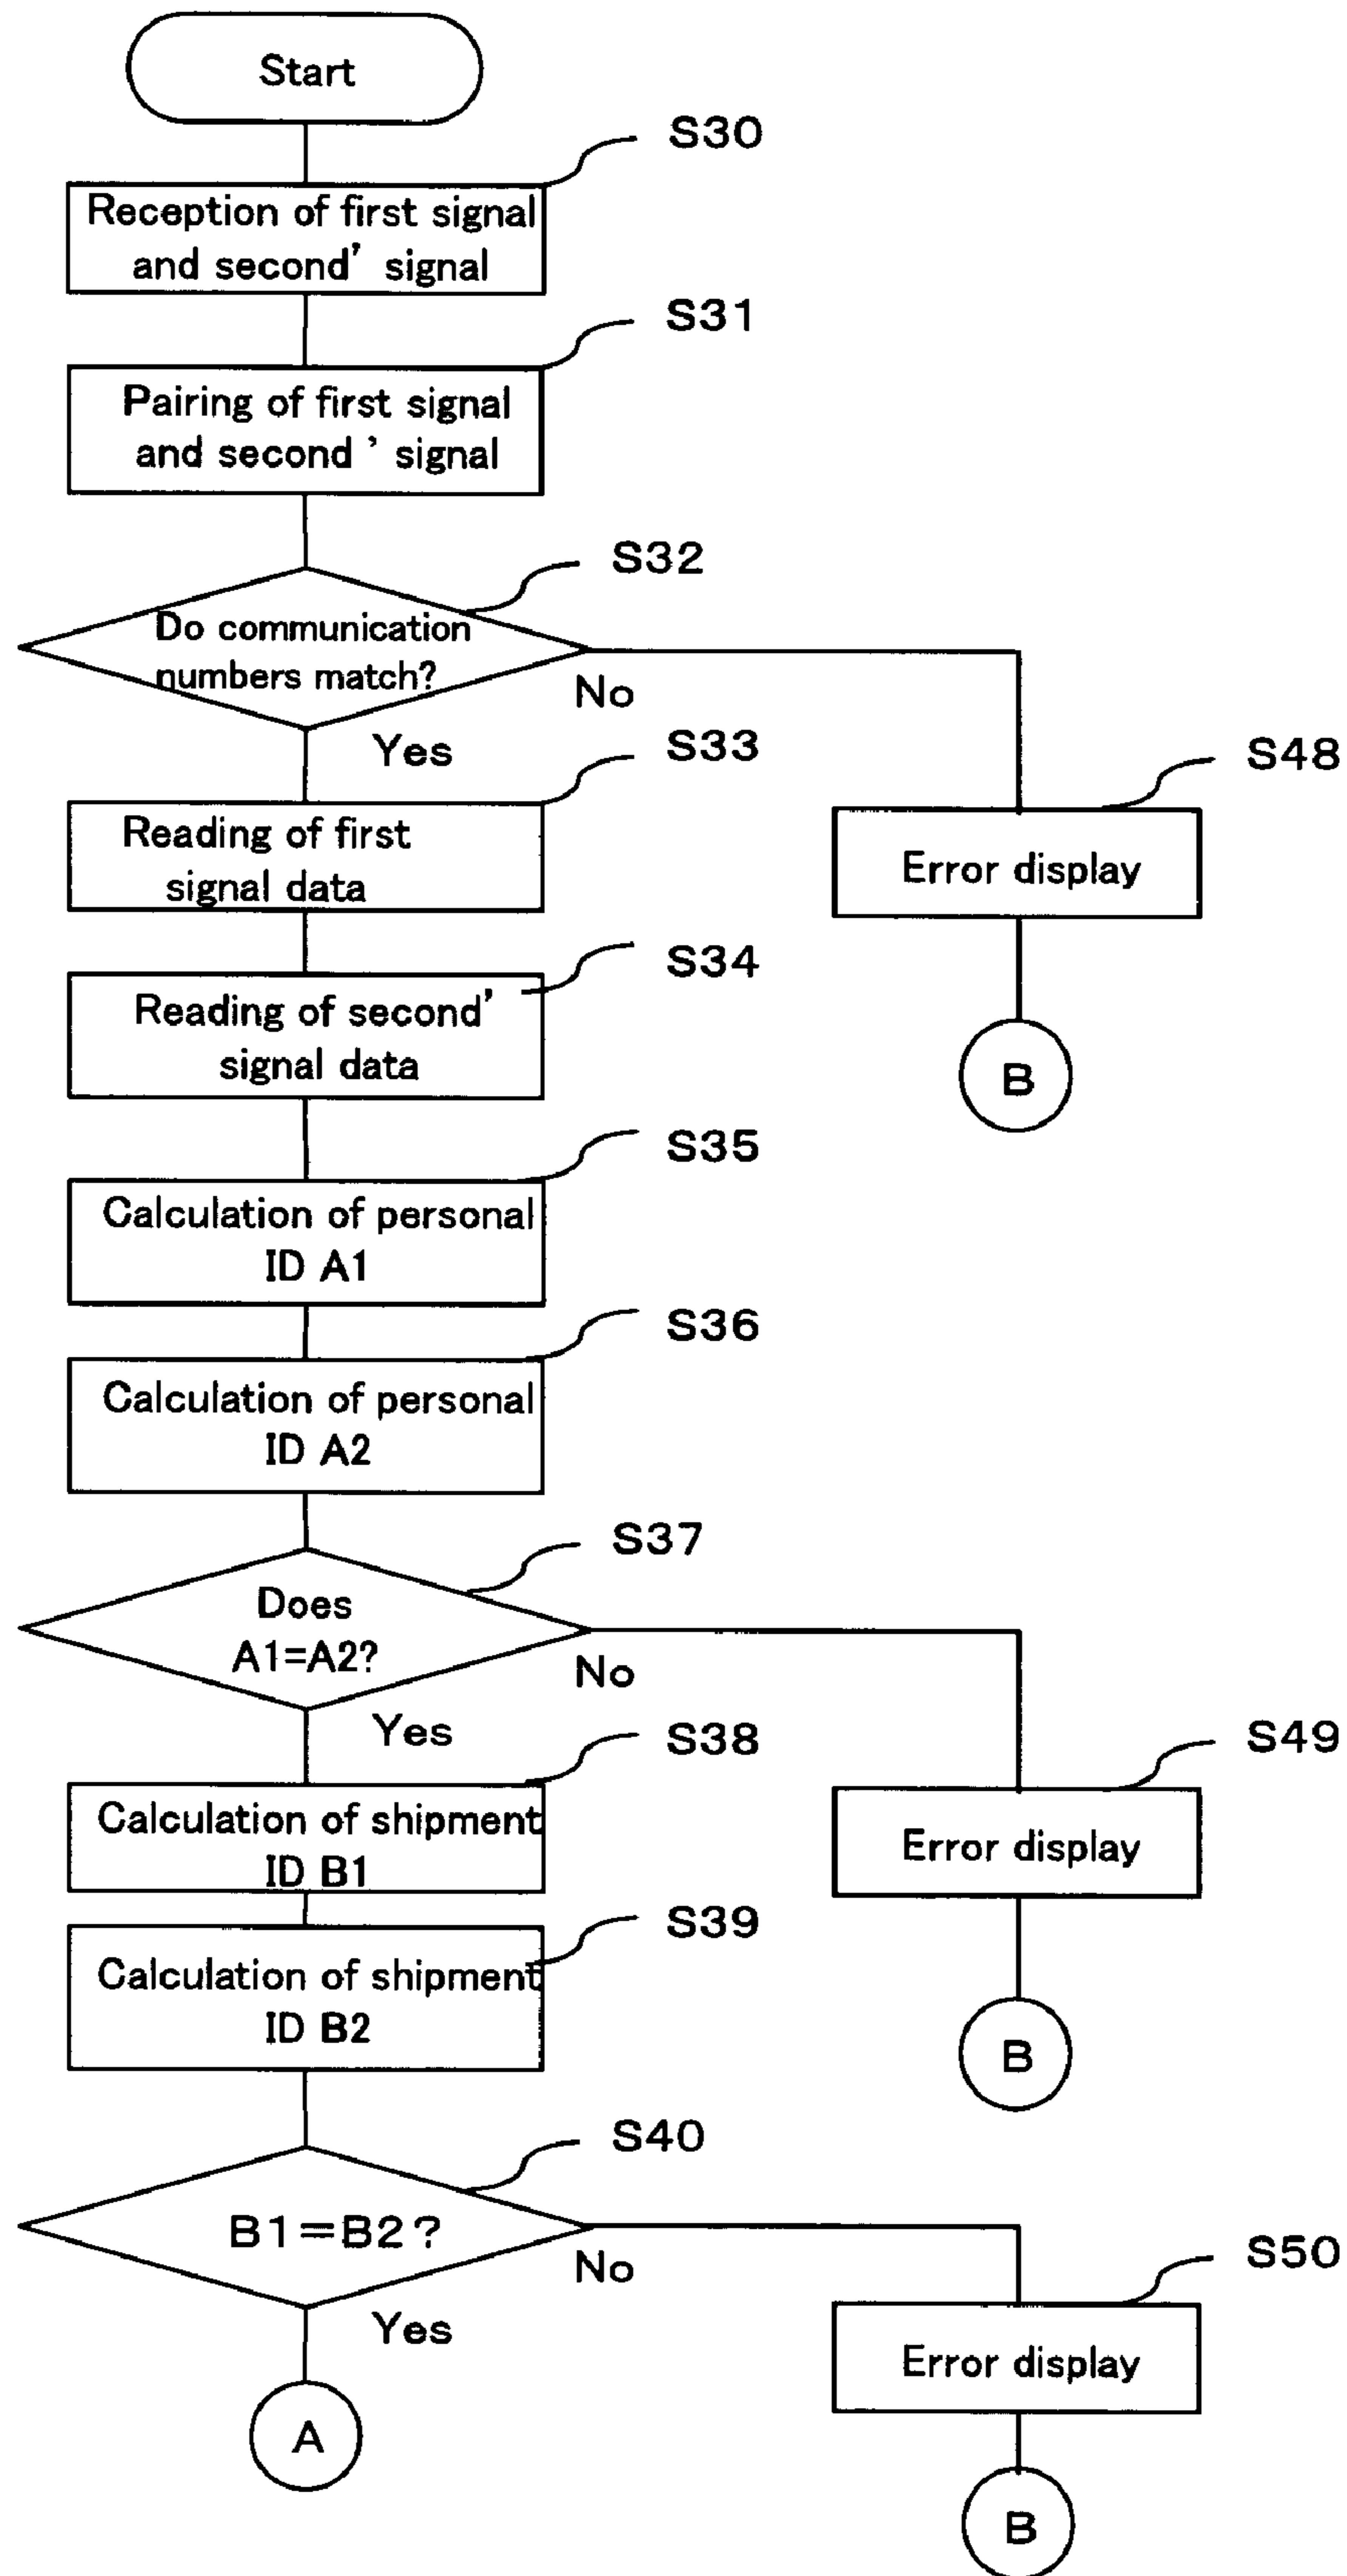 Start
S30
Reception of first signal
and second' signal
S31
Pairing of first signal
and second ' signal
S32
Do communication
numbers match?
No
Yes
S33
Reading of first
signal data
S48
Error display
S34
Reading of second'
signal data
B
S35
Calculation of personal
ID A1
S36
Calculation of personal
ID A2
S37
Does
A1=A2?
No
Yes
S38
Calculation of shipment
ID B1
S49
Error display
S39
Calculation of shipment
ID B2
B
S40
B1=B2?
No
Yes
S50
Error display
A
B